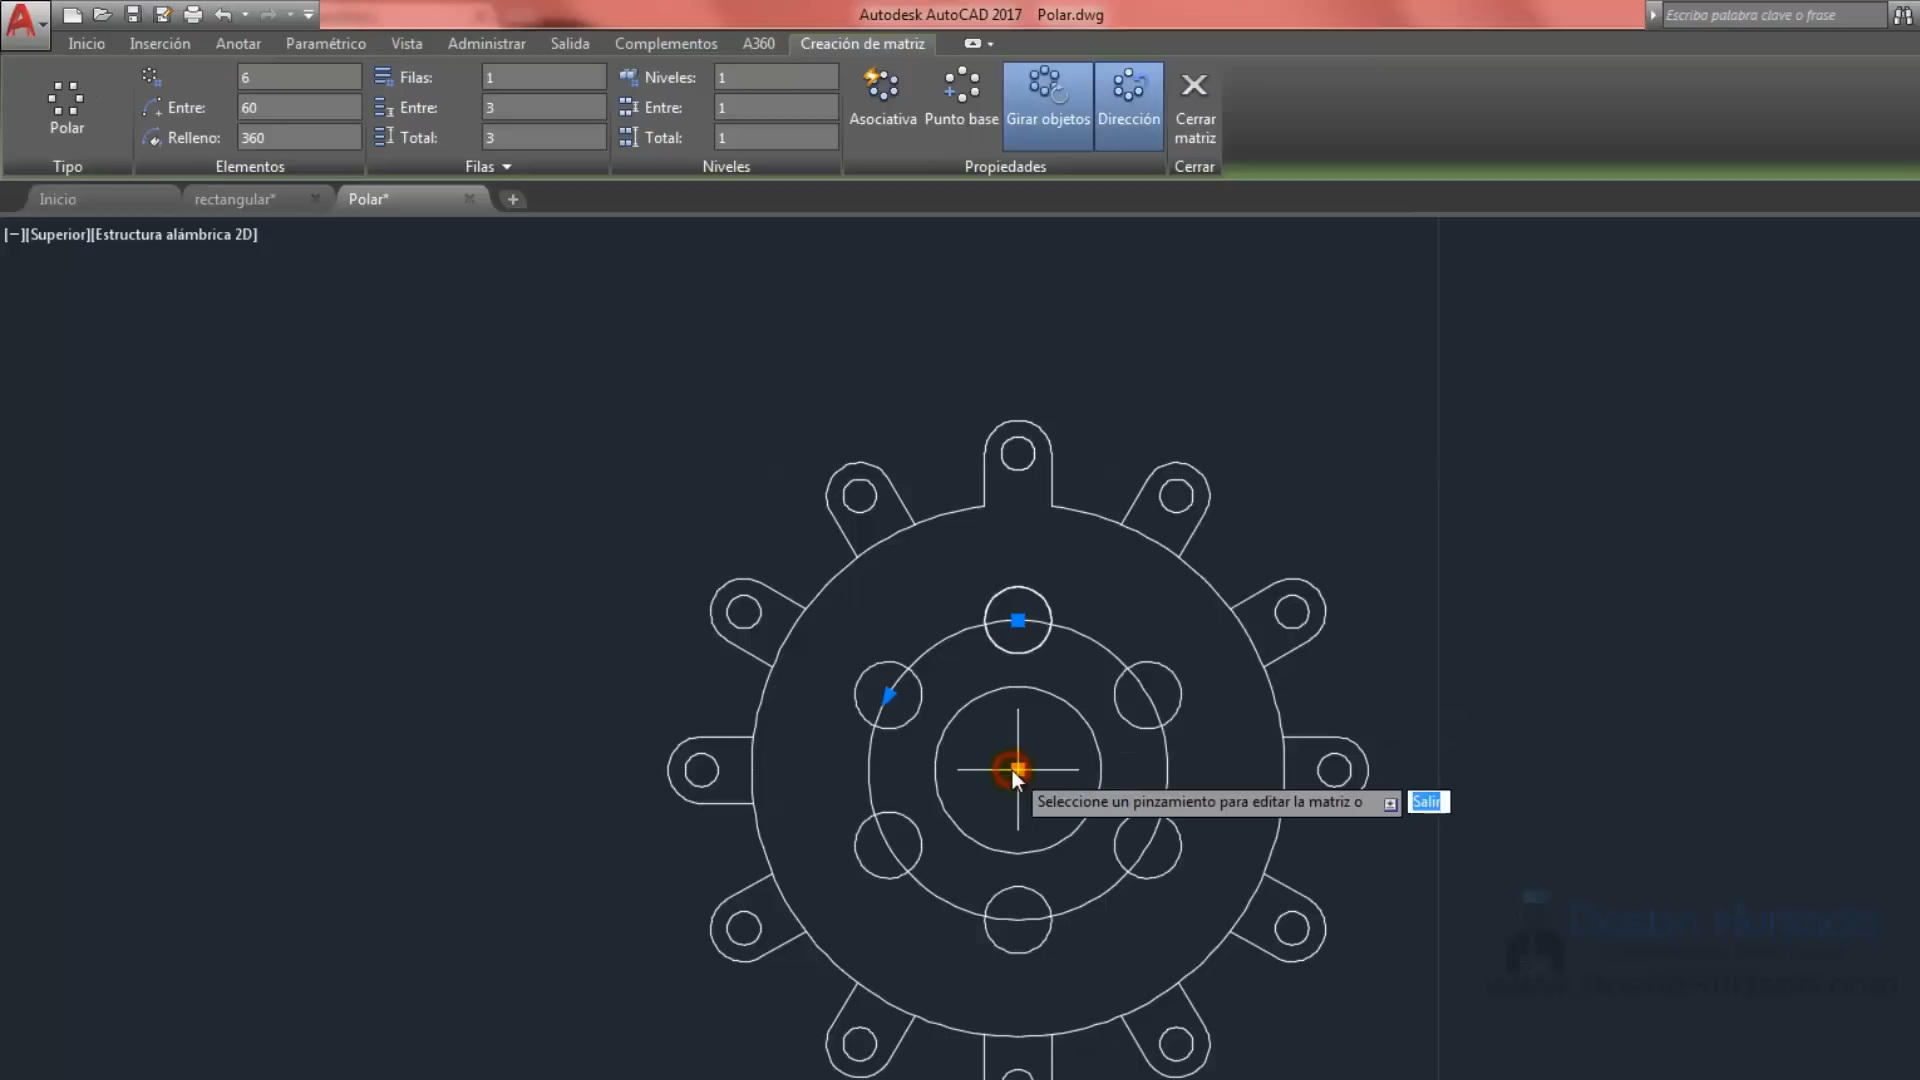 Autodesk AutoCAD 2017 Polar.dwg
Escriba palabra clave o frase
Inicio Inserción Anotar Paramétrico Vista Administrar Salida Complementos A360 Creación de matriz
6 Filas: 1 Niveles: 1
Entre: 60 Entre: 3 Entre: 1
Relleno: 360 Total: 3 Total: 1
Polar
Asociativa Punto base Girar objetos Dirección Cerrar matriz
Tipo Elementos Filas Niveles Propiedades Cerrar
Inicio rectangular* Polar*
[−][Superior][Estructura alámbrica 2D]
Seleccione un pinzamiento para editar la matriz o Salir